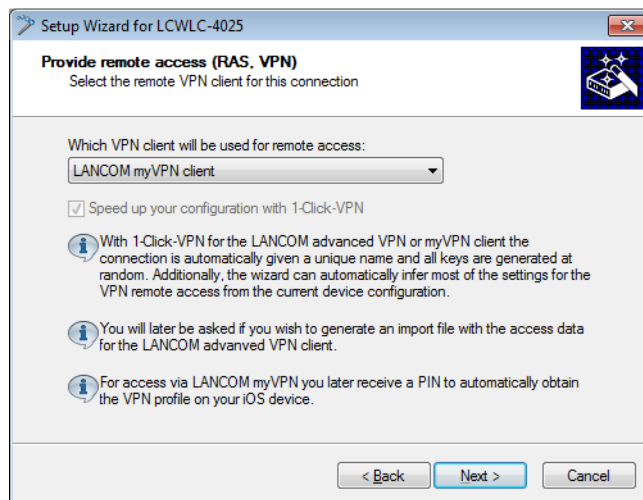 Setup Wizard for LCWLC-4025
Provide remote access (RAS, VPN)
Select the remote VPN client for this connection
Which VPN client will be used for remote access:
LANCOM myVPN client
Speed up your configuration with 1-Click-VPN
With 1-Click-VPN for the LANCOM advanced VPN or myVPN client the
connection is automatically given a unique name and all keys are generated at
random. Additionally, the wizard can automatically infer most of the settings for the
VPN remote access from the current device configuration.
You will later be asked if you wish to generate an import file with the access data
for the LANCOM advanved VPN client.
For access via LANCOM myVPN you later receive a PIN to automatically obtain
the VPN profile on your iOS device.
< Back Next > Cancel